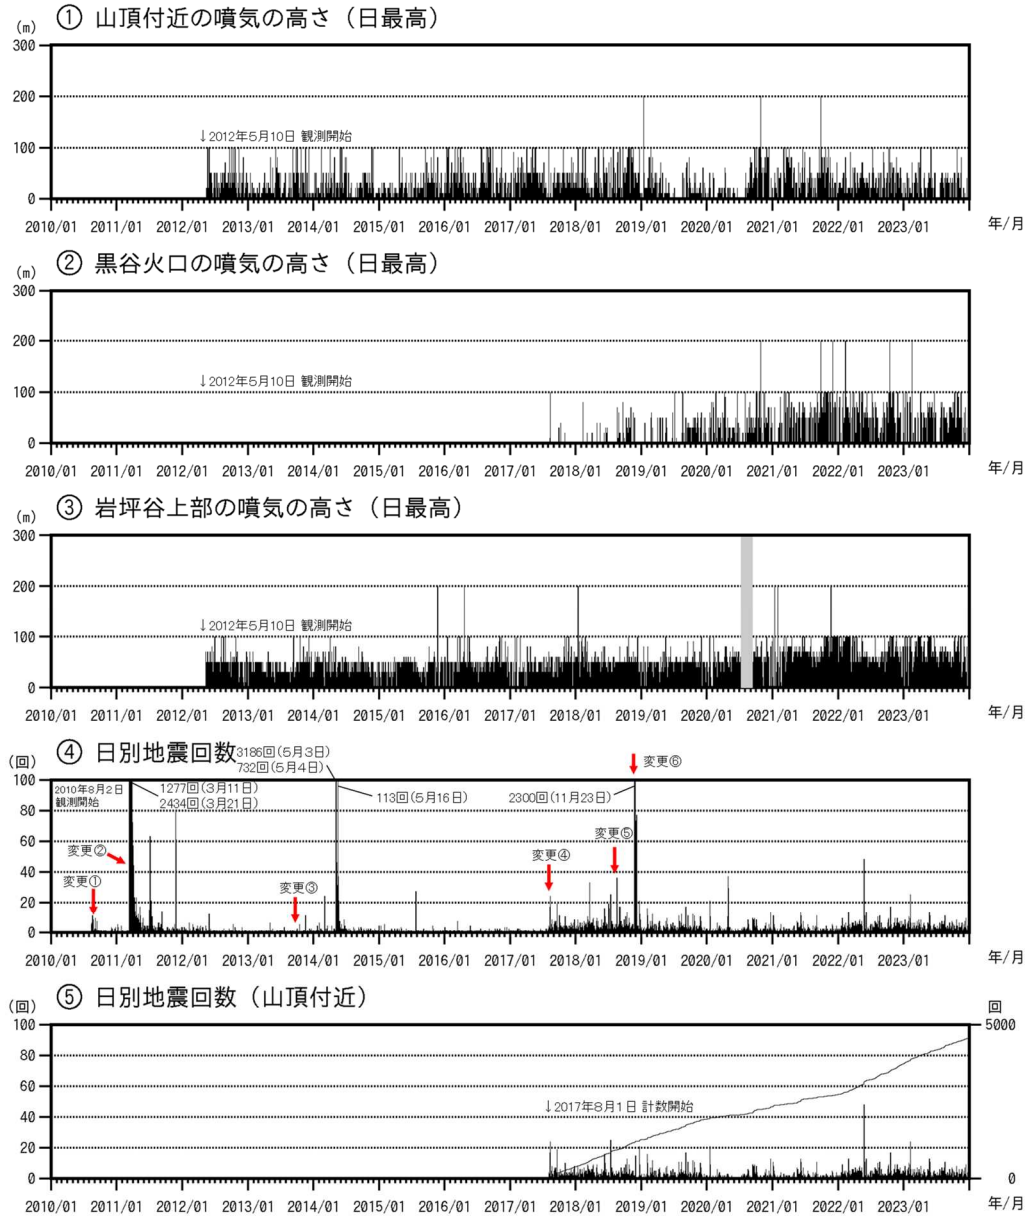 ① 山頂付近の噴気の高さ（日最高）
(m)
300
200
↓2012年5月10日 観測開始
100
0
2010/01 2011/01 2012/01 2013/01 2014/01 2015/01 2016/01 2017/01 2018/01 2019/01 2020/01 2021/01 2022/01 2023/01 年/月
② 黒谷火口の噴気の高さ（日最高）
(m)
300
200
↓2012年5月10日 観測開始
100
0
2010/01 2011/01 2012/01 2013/01 2014/01 2015/01 2016/01 2017/01 2018/01 2019/01 2020/01 2021/01 2022/01 2023/01 年/月
③ 岩坪谷上部の噴気の高さ（日最高）
(m)
300
200
↓2012年5月10日 観測開始
100
0
2010/01 2011/01 2012/01 2013/01 2014/01 2015/01 2016/01 2017/01 2018/01 2019/01 2020/01 2021/01 2022/01 2023/01 年/月
④ 日別地震回数
3186回(5月3日)
732回(5月4日)
変更⑥
(回)
100
2010年8月2日
観測開始
1277回(3月11日)
2434回(3月21日)
113回(5月16日)
2300回(11月23日)
80
変更⑤
60
変更②
変更④
40
変更①
変更③
20
0
2010/01 2011/01 2012/01 2013/01 2014/01 2015/01 2016/01 2017/01 2018/01 2019/01 2020/01 2021/01 2022/01 2023/01 年/月
⑤ 日別地震回数（山頂付近）
(回)
回
100
5000
80
60
↓2017年8月1日 計数開始
40
20
0
0
2010/01 2011/01 2012/01 2013/01 2014/01 2015/01 2016/01 2017/01 2018/01 2019/01 2020/01 2021/01 2022/01 2023/01 年/月